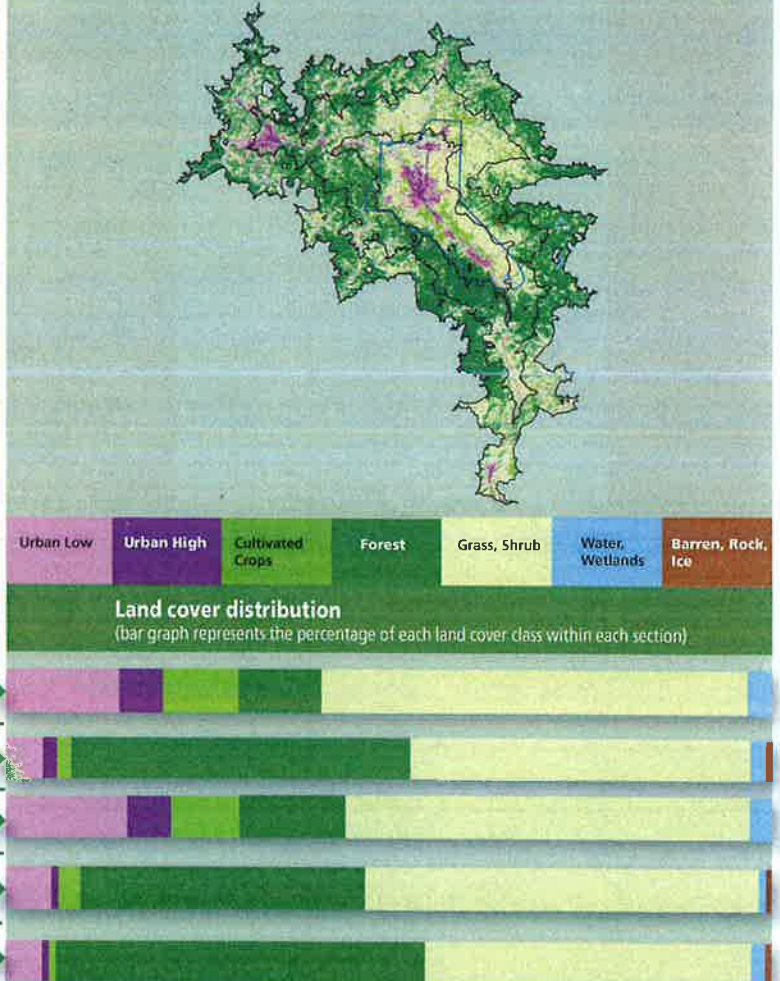 Urban Low
Urban High
Cultivated
Crops
Forest
Grass, Shrub
Water,
Wetlands
Barren, Rock,
Ice
Land cover distribution
(bar graph represents the percentage of each land cover class within each section)